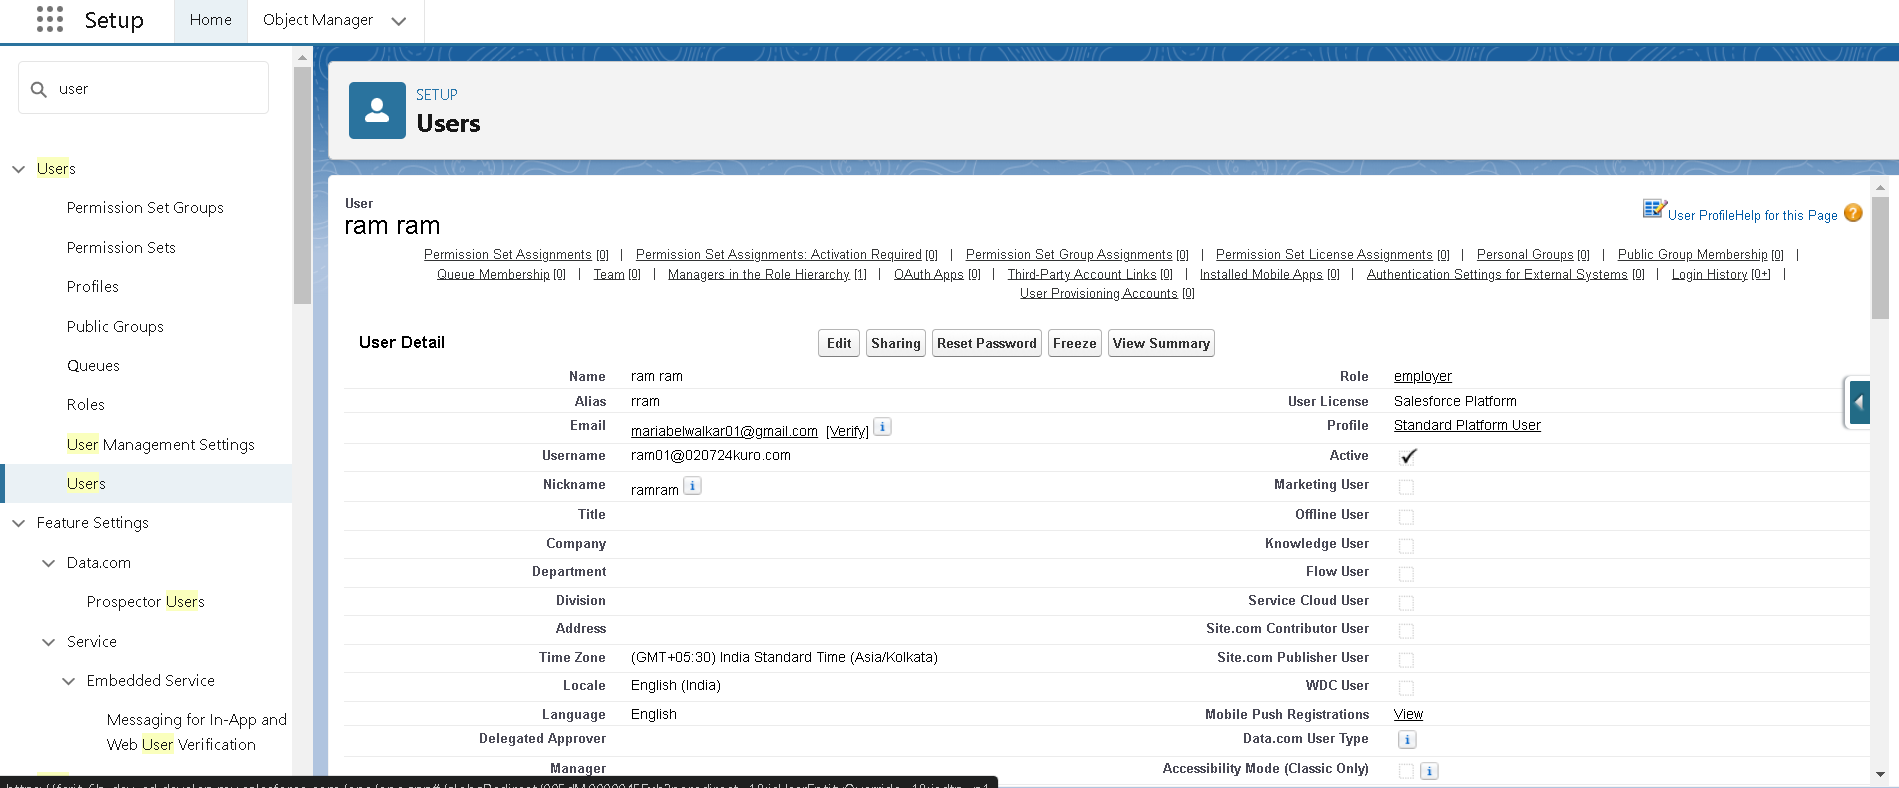 Setup Home Object Manager
user
SETUP
Users
Users
Permission Set Groups
Permission Sets
Profiles
Public Groups
Queues
Roles
User Management Settings
Users
Feature Settings
Data.com
Prospector Users
Service
Embedded Service
Messaging for In-App and
Web User Verification
User
ram ram
User Profile Help for this Page
Permission Set Assignments [0] | Permission Set Assignments: Activation Required [0] | Permission Set Group Assignments [0] | Permission Set License Assignments [0] | Personal Groups [0] | Public Group Membership [0] |
Queue Membership [0] | Team [0] | Managers in the Role Hierarchy [1] | OAuth Apps [0] | Third-Party Account Links [0] | Installed Mobile Apps [0] | Authentication Settings for External Systems [0] | Login History [0+] |
User Provisioning Accounts [0]
User Detail Edit Sharing Reset Password Freeze View Summary
Name ram ram Role employer
Alias rram User License Salesforce Platform
Email mariabelwalkar01@gmail.com [Verify] i Profile Standard Platform User
Username ram01@020724kuro.com Active
Nickname ramram i Marketing User
Title Offline User
Company Knowledge User
Department Flow User
Division Service Cloud User
Address Site.com Contributor User
Time Zone (GMT+05:30) India Standard Time (Asia/Kolkata) Site.com Publisher User
Locale English (India) WDC User
Language English Mobile Push Registrations View
Delegated Approver Data.com User Type i
Manager Accessibility Mode (Classic Only) i